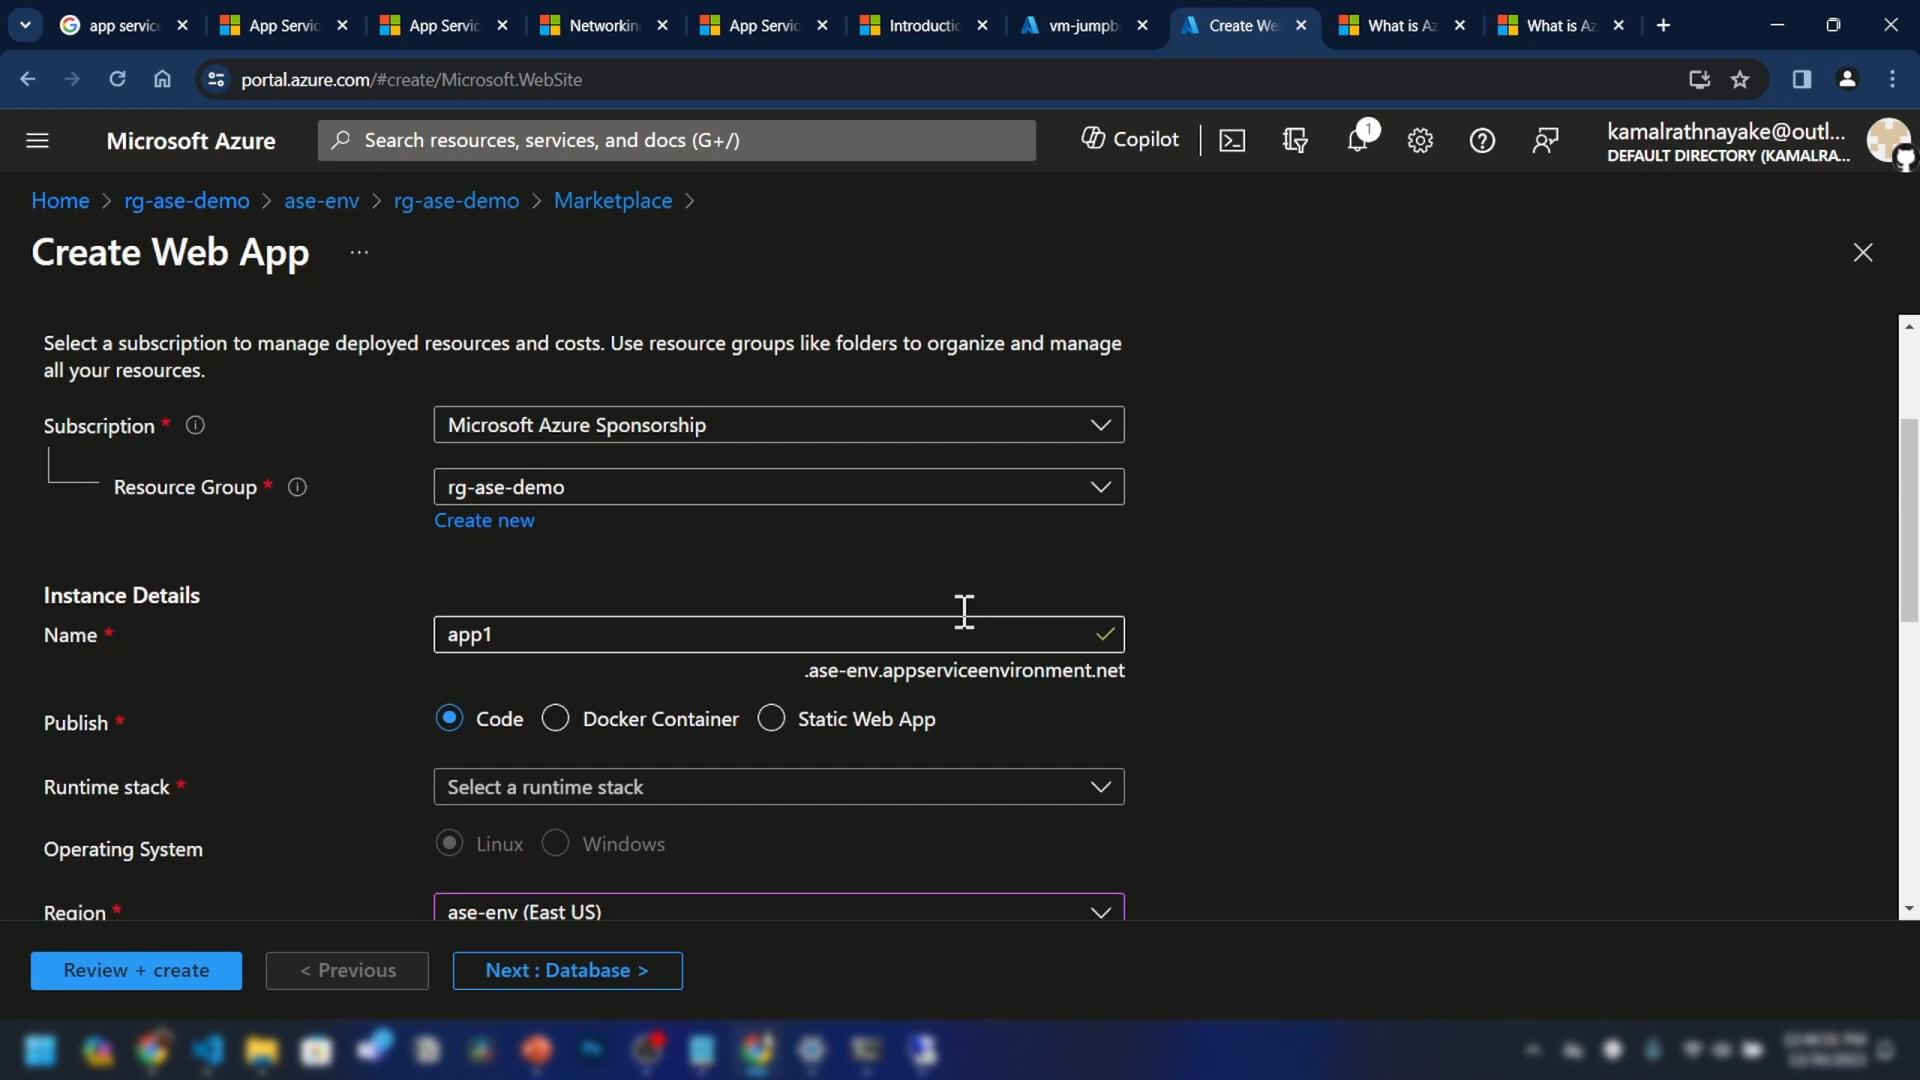 app servic
App Servic
App Servic
Networkin
App Servic
Introductic
vm-jumpb
Create We
What is Az
What is Az
portal.azure.com/#create/Microsoft.WebSite
Microsoft Azure
Search resources, services, and docs (G+/)
Copilot
1
kamalrathnayake@outl...
DEFAULT DIRECTORY (KAMALRA...
Home > rg-ase-demo > ase-env > rg-ase-demo > Marketplace >
Create Web App ...
Select a subscription to manage deployed resources and costs. Use resource groups like folders to organize and manage
all your resources.
Subscription *
Microsoft Azure Sponsorship
Resource Group *
rg-ase-demo
Create new
Instance Details
Name *
app1
.ase-env.appserviceenvironment.net
Publish *
Code
Docker Container
Static Web App
Runtime stack *
Select a runtime stack
Operating System
Linux
Windows
Region *
ase-env (East US)
Review + create
< Previous
Next : Database >